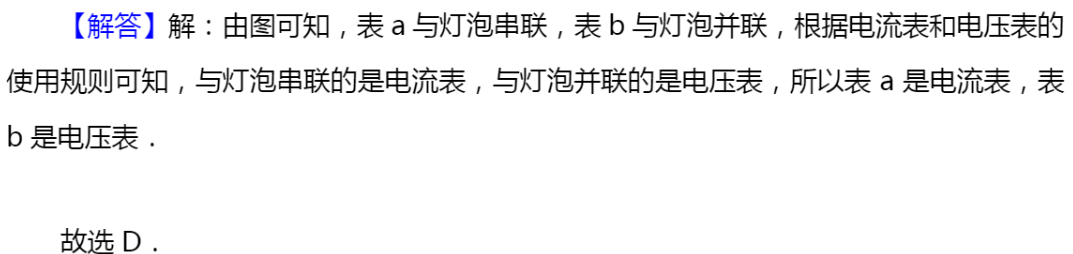 【解答】解：由图可知，表 a 与灯泡串联，表 b 与灯泡并联，根据电流表和电压表的
使用规则可知，与灯泡串联的是电流表，与灯泡并联的是电压表，所以表 a 是电流表，表
b 是电压表．
故选 D．